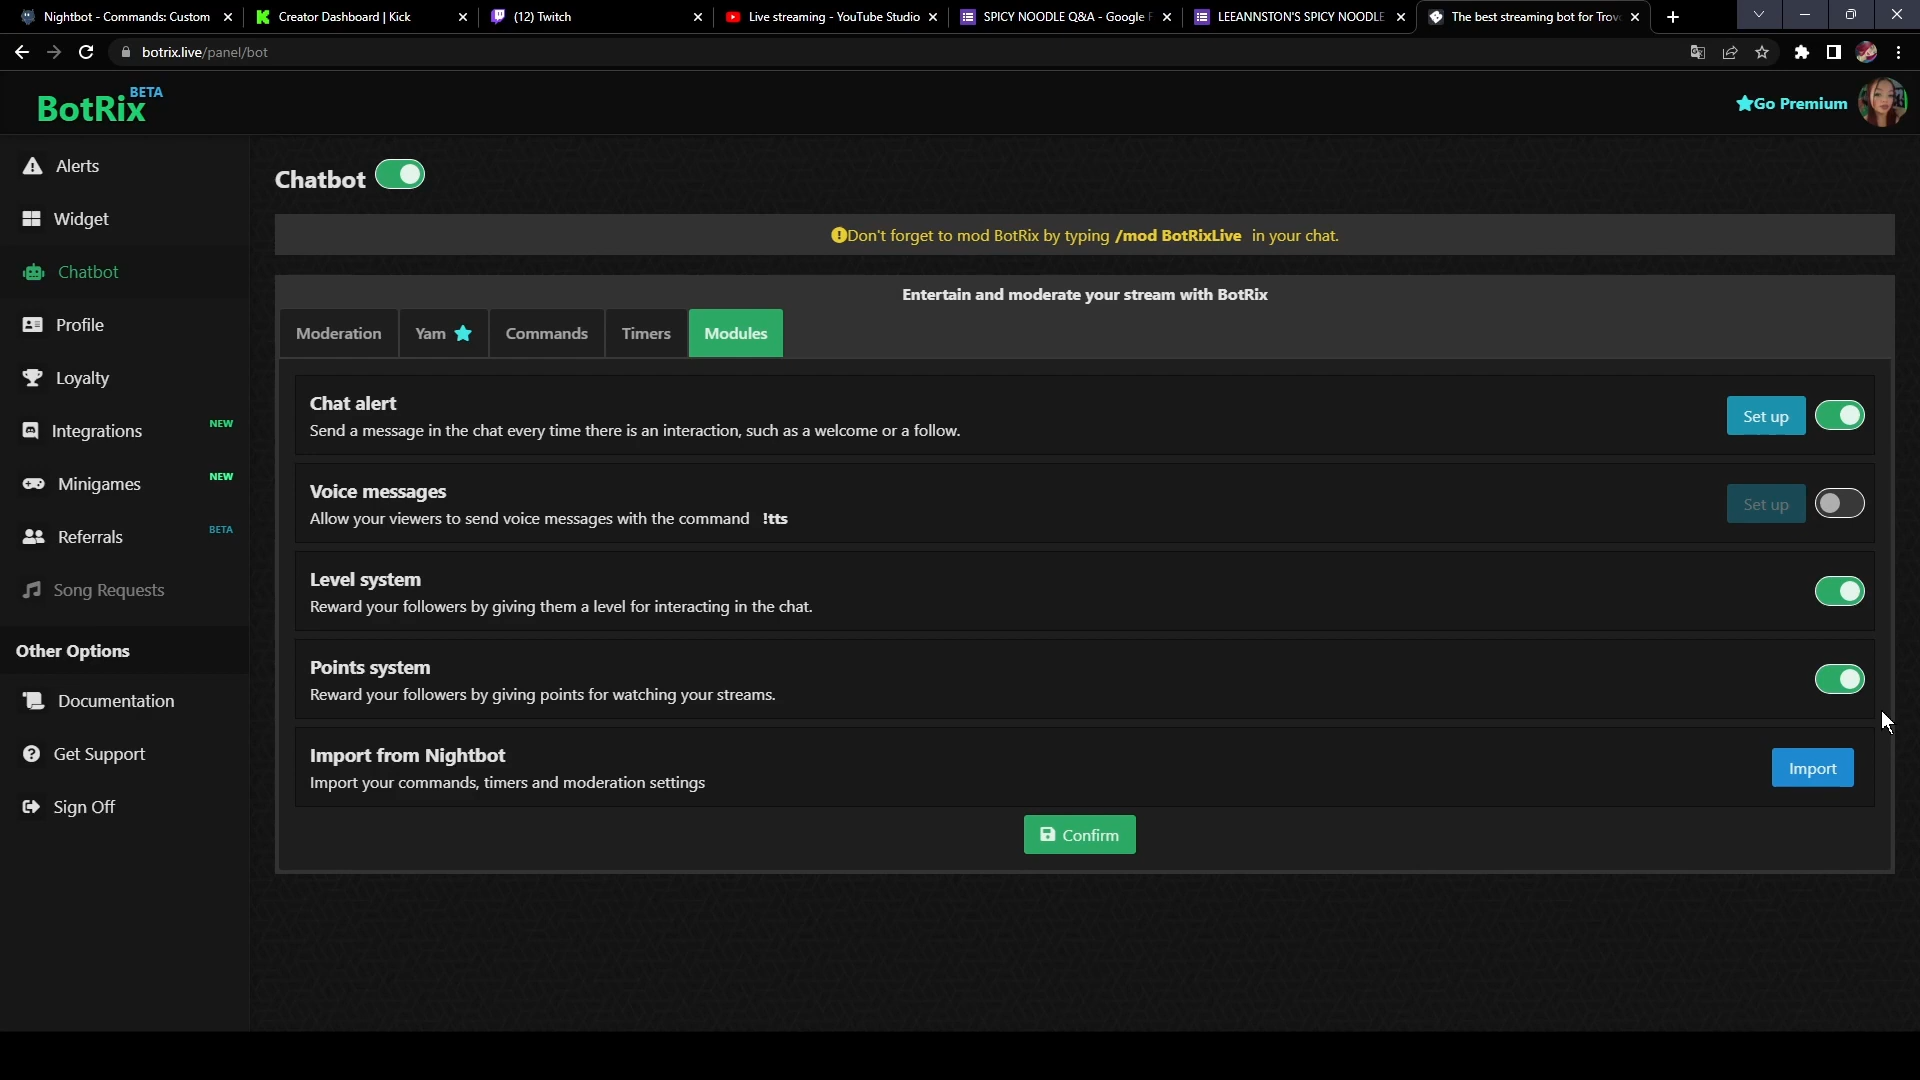 Nightbot - Commands: Custom
Creator Dashboard | Kick
(12) Twitch
Live streaming - YouTube Studio
SPICY NOODLE Q&A - Google F
LEEANNSTON'S SPICY NOODLE
The best streaming bot for Trov
botrix.live/panel/bot
BotRix BETA
Go Premium
Alerts
Widget
Chatbot
Profile
Loyalty
Integrations NEW
Minigames NEW
Referrals BETA
Song Requests
Other Options
Documentation
Get Support
Sign Off
Chatbot
Don't forget to mod BotRix by typing /mod BotRixLive in your chat.
Entertain and moderate your stream with BotRix
Moderation Yam Commands Timers Modules
Chat alert
Send a message in the chat every time there is an interaction, such as a welcome or a follow.
Set up
Voice messages
Allow your viewers to send voice messages with the command !tts
Set up
Level system
Reward your followers by giving them a level for interacting in the chat.
Points system
Reward your followers by giving points for watching your streams.
Import from Nightbot
Import your commands, timers and moderation settings
Import
Confirm